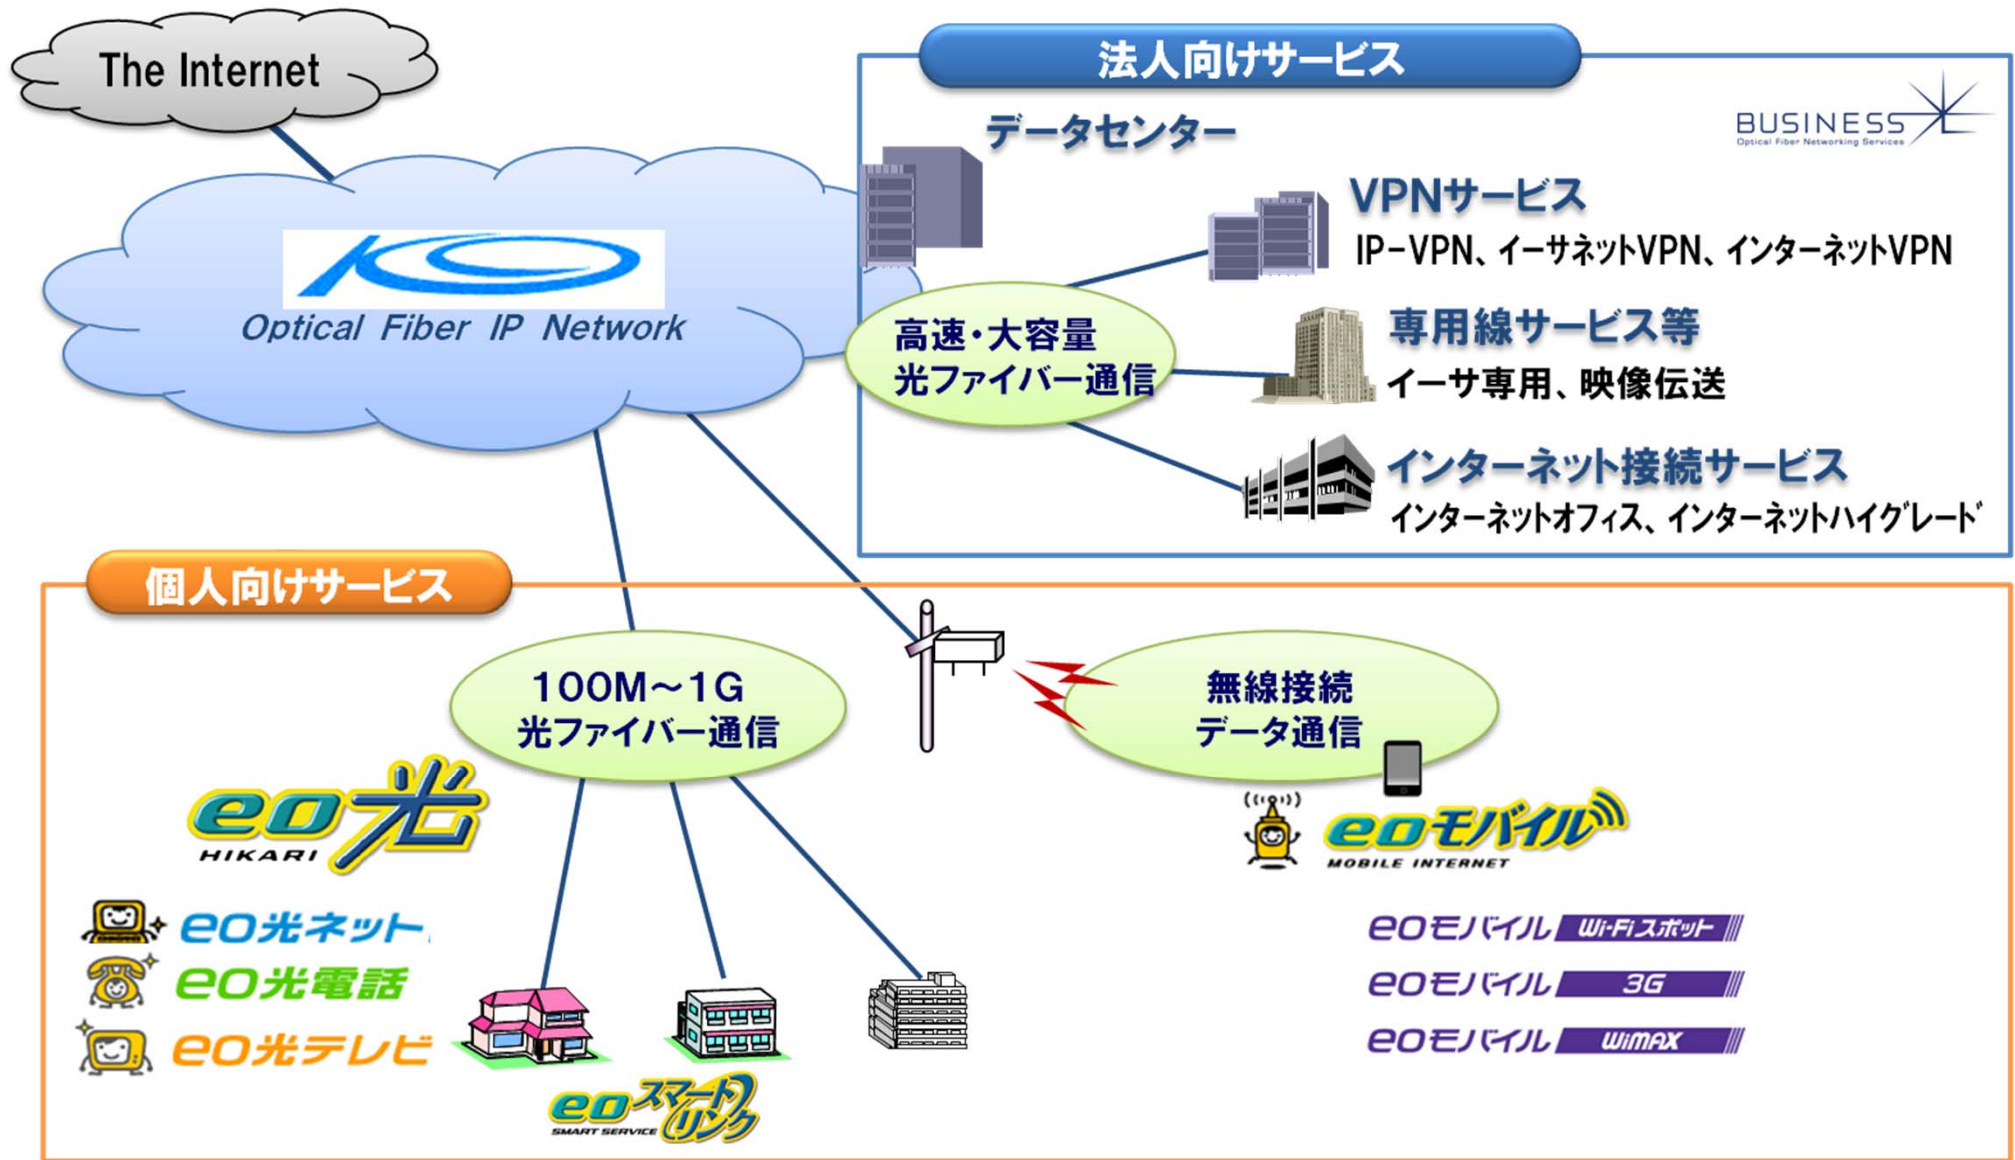 The Internet
Optical Fiber IP Network
法人向けサービス
BUSINESS
Optical Fiber Networking Services
データセンター
VPNサービス
IP-VPN、イーサネットVPN、インターネットVPN
高速・大容量
光ファイバー通信
専用線サービス等
イーサ専用、映像伝送
インターネット接続サービス
インターネットオフィス、インターネットハイグレード
個人向けサービス
100M～1G
光ファイバー通信
無線接続
データ通信
eo光
HIKARI
eo光ネット
eo光電話
eo光テレビ
eoスマートリンク
SMART SERVICE
eoモバイル
MOBILE INTERNET
eoモバイル Wi-Fiスポット
eoモバイル 3G
eoモバイル WiMAX